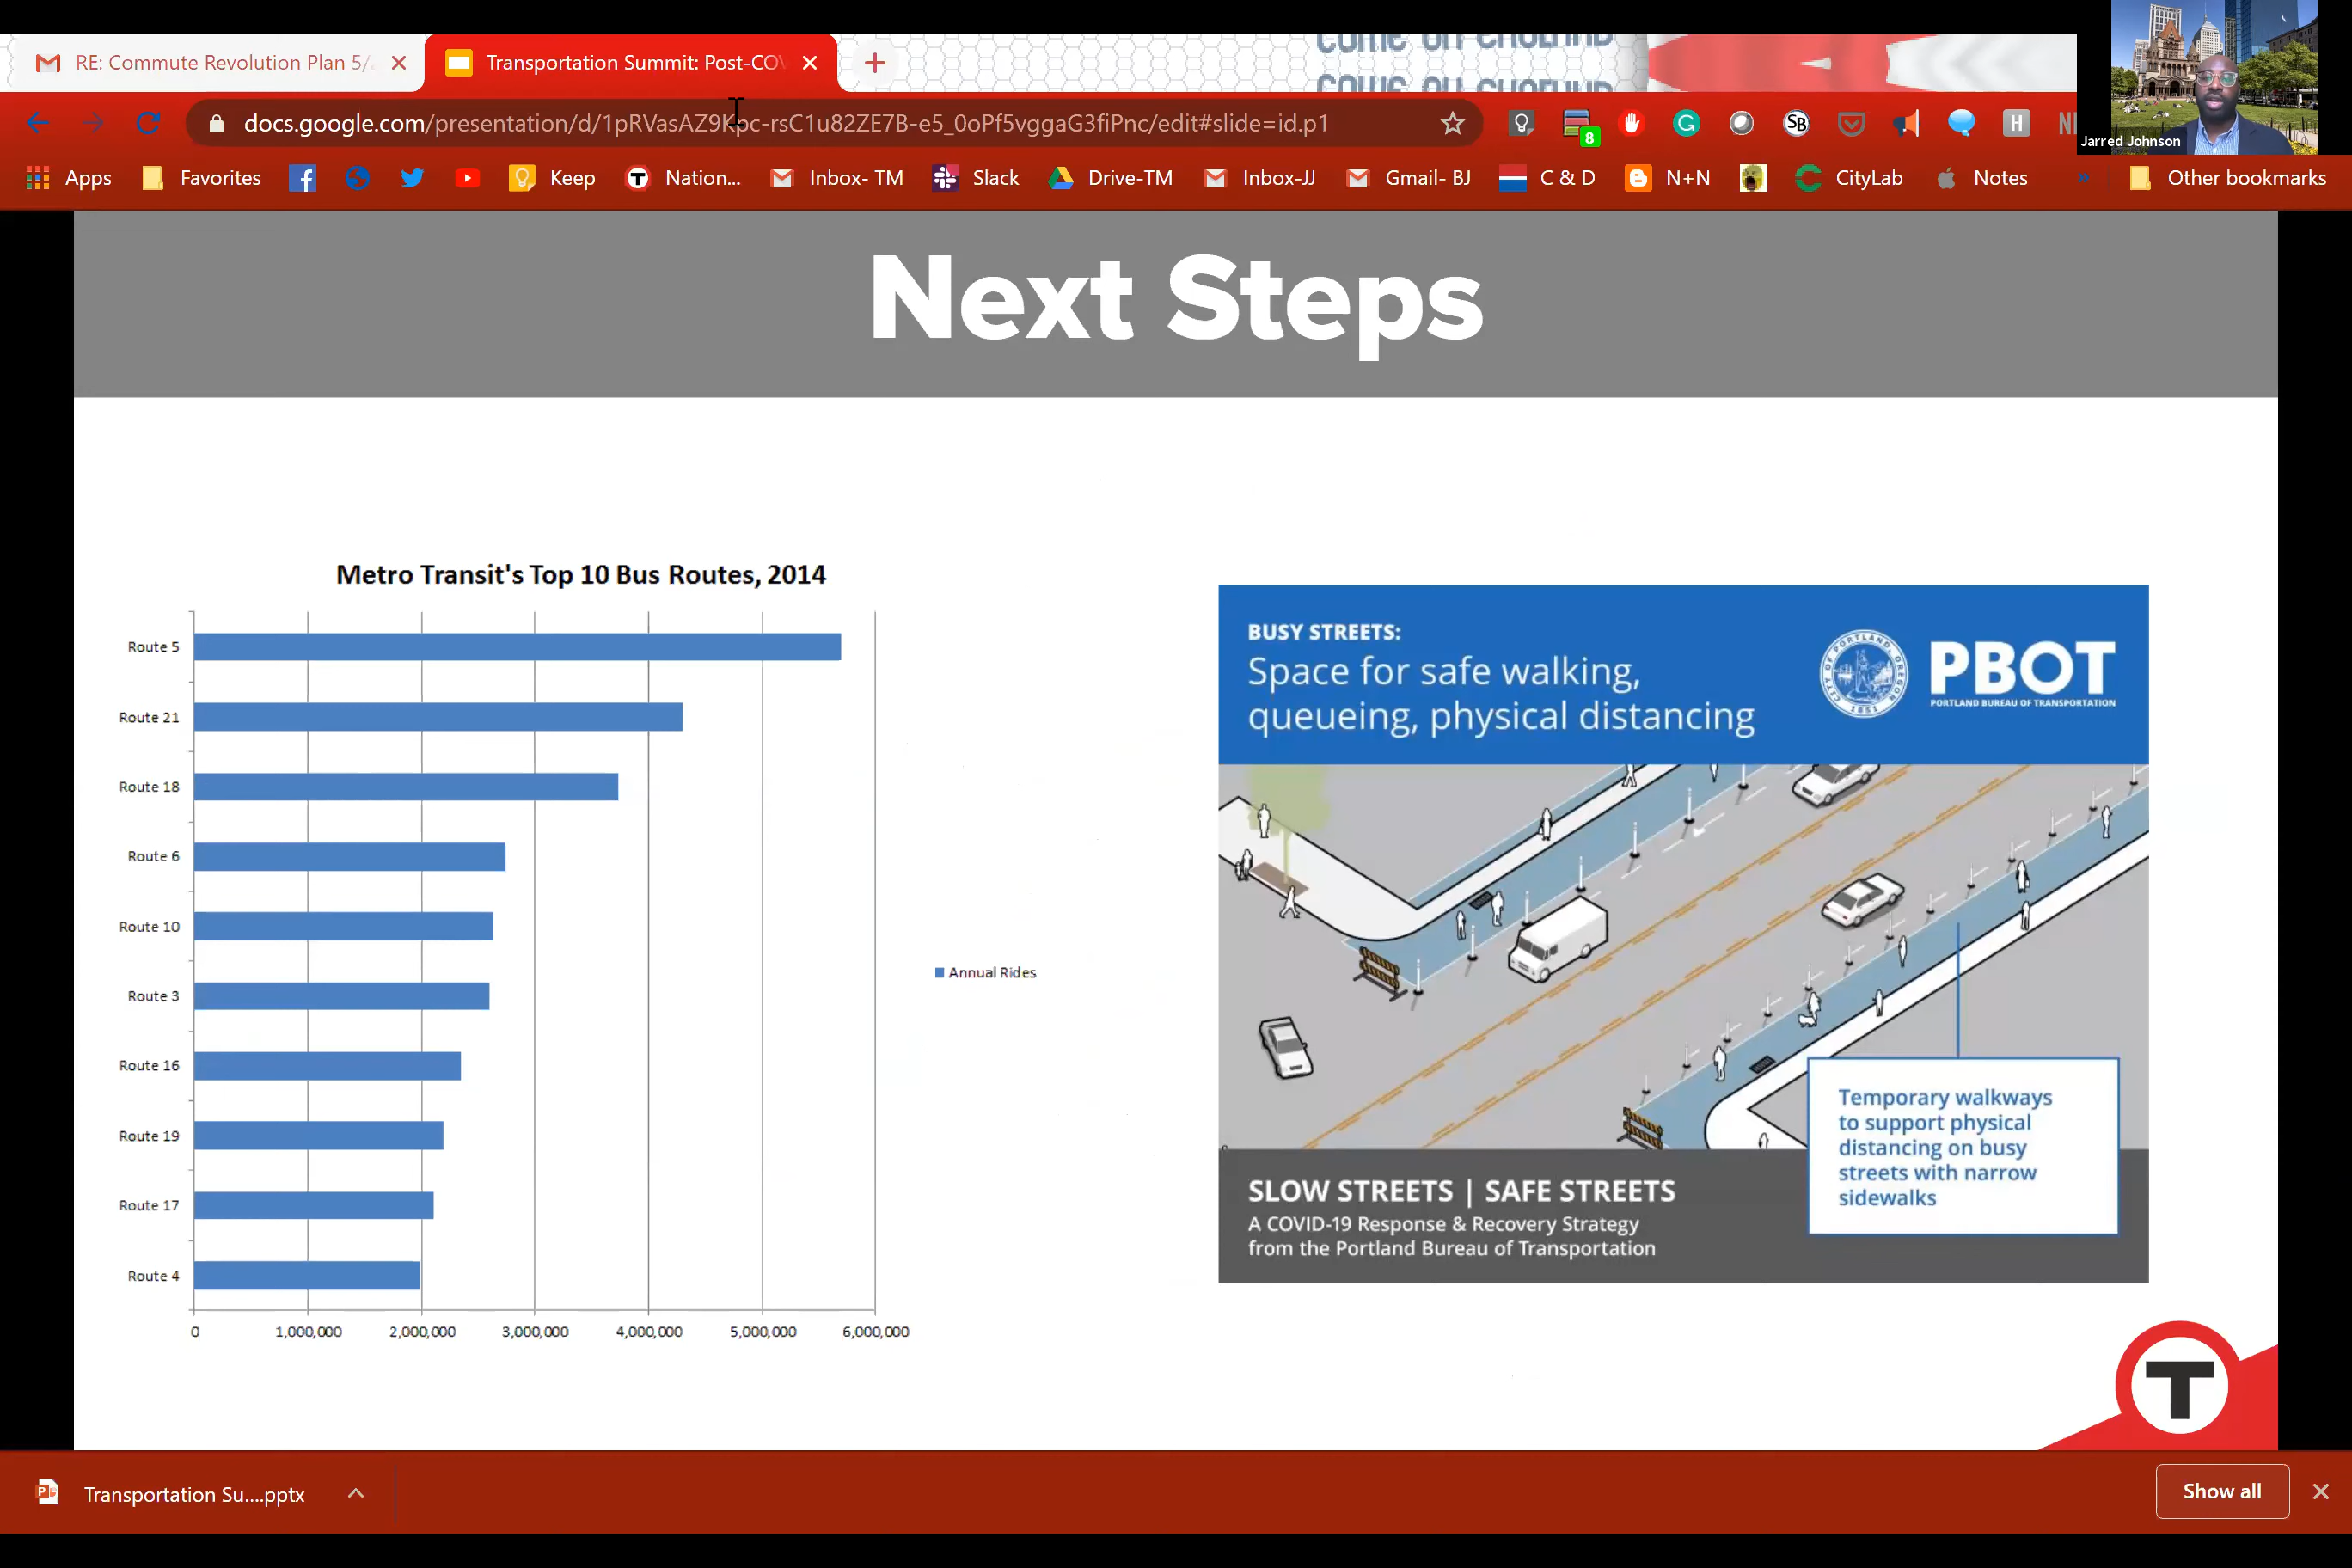 RE: Commute Revolution Plan 5/
Transportation Summit: Post-COV
docs.google.com/presentation/d/1pRVasAZ9Kpc-rsC1u82ZE7B-e5_0oPf5vggaG3fiPnc/edit#slide=id.p1
8
SB
H
Jarred Johnson
Apps
Favorites
Keep
Nation...
Inbox- TM
Slack
Drive-TM
Inbox-JJ
Gmail- BJ
C & D
N+N
CityLab
Notes
»
Other bookmarks
Next Steps
Metro Transit's Top 10 Bus Routes, 2014
Route 5
Route 21
Route 18
Route 6
Route 10
Route 3
Route 16
Route 19
Route 17
Route 4
0 1,000,000 2,000,000 3,000,000 4,000,000 5,000,000 6,000,000
Annual Rides
BUSY STREETS:
Space for safe walking,
queueing, physical distancing
CITY OF PORTLAND, OREGON
1851
PBOT
PORTLAND BUREAU OF TRANSPORTATION
Temporary walkways
to support physical
distancing on busy
streets with narrow
sidewalks
SLOW STREETS | SAFE STREETS
A COVID-19 Response & Recovery Strategy
from the Portland Bureau of Transportation
T
Transportation Su....pptx
Show all